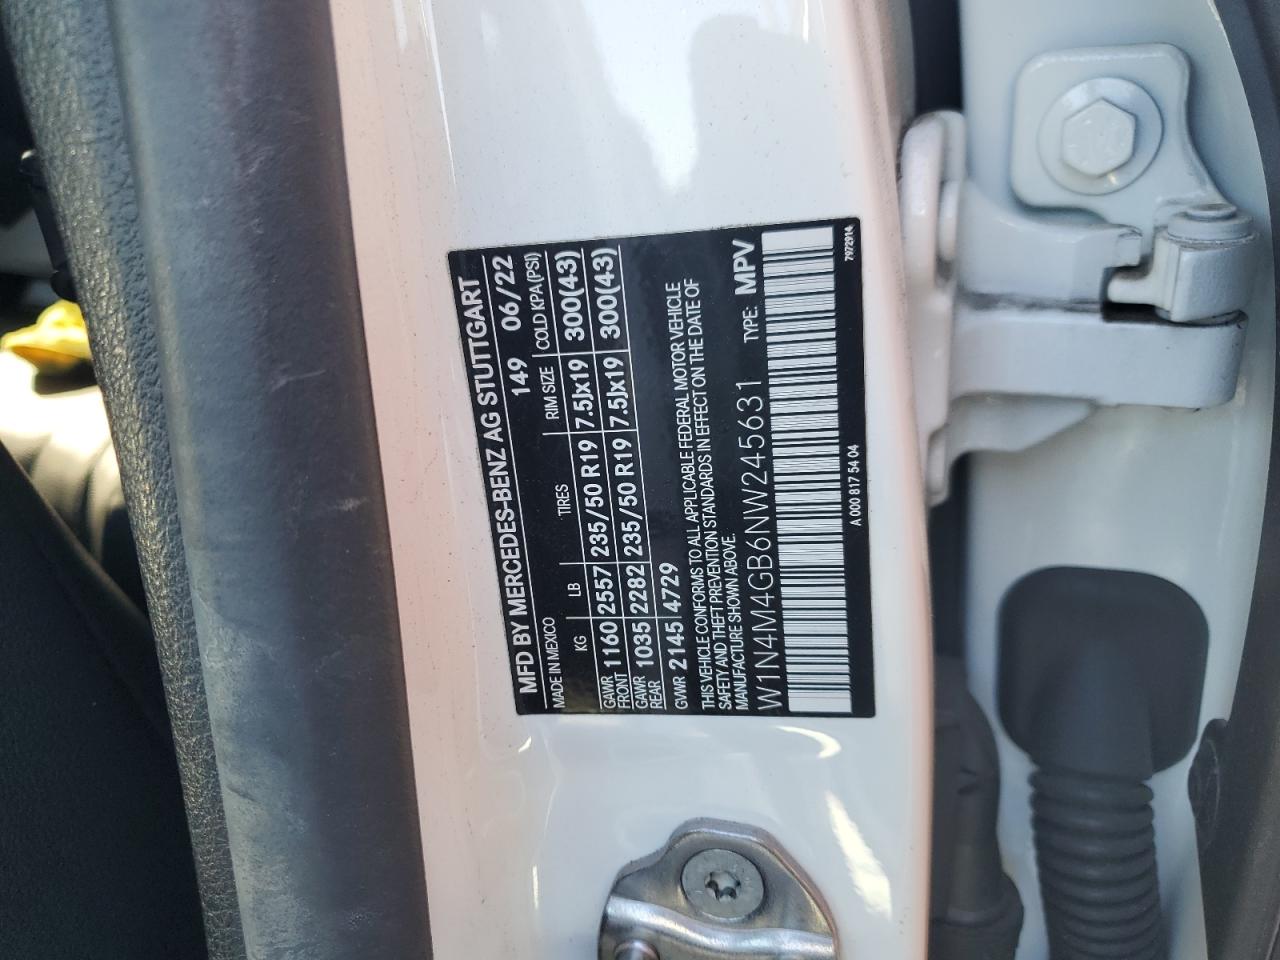 MFD BY MERCEDES-BENZ AG STUTTGART
MADE IN MEXICO 149 06/22
KG LB TIRES RIM SIZE COLD KPA(PSI)
GAWR FRONT 1160 2557 235/50 R19 7.5Jx19 300(43)
GAWR REAR 1035 2282 235/50 R19 7.5Jx19 300(43)
GVWR 2145 4729
THIS VEHICLE CONFORMS TO ALL APPLICABLE FEDERAL MOTOR VEHICLE
SAFETY AND THEFT PREVENTION STANDARDS IN EFFECT ON THE DATE OF
MANUFACTURE SHOWN ABOVE.
W1N4M4GB6NW245631 TYPE: MPV
A 000 817 54 04 7972914